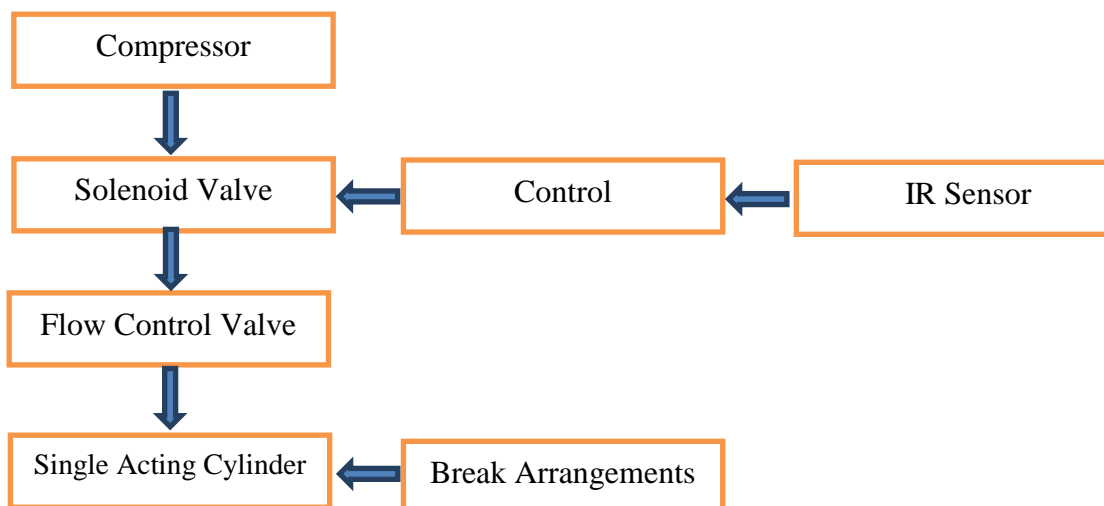 Compressor
Solenoid Valve
Control
IR Sensor
Flow Control Valve
Single Acting Cylinder
Break Arrangements